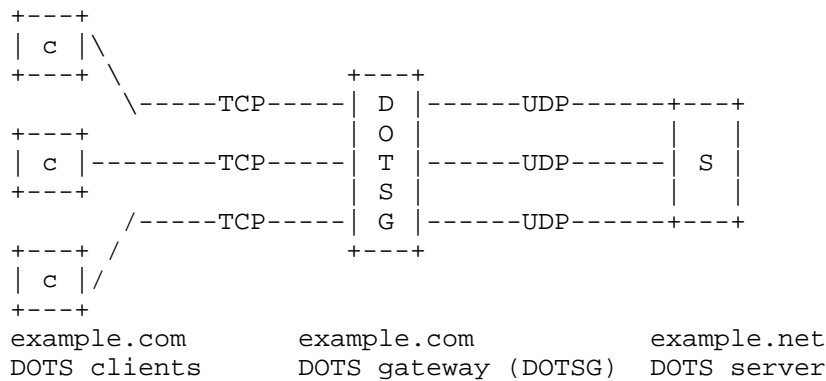 +---+
| c |\
+---+  \              +---+
        \-----TCP-----| D |------UDP------+---+
+---+                 | O |               |   |
| c |--------TCP-----| T |------UDP------| S |
+---+                 | S |               |   |
        /-----TCP-----| G |------UDP------+---+
+---+  /              +---+
| c |/
+---+
example.com       example.com           example.net
DOTS clients      DOTS gateway (DOTSG)  DOTS server